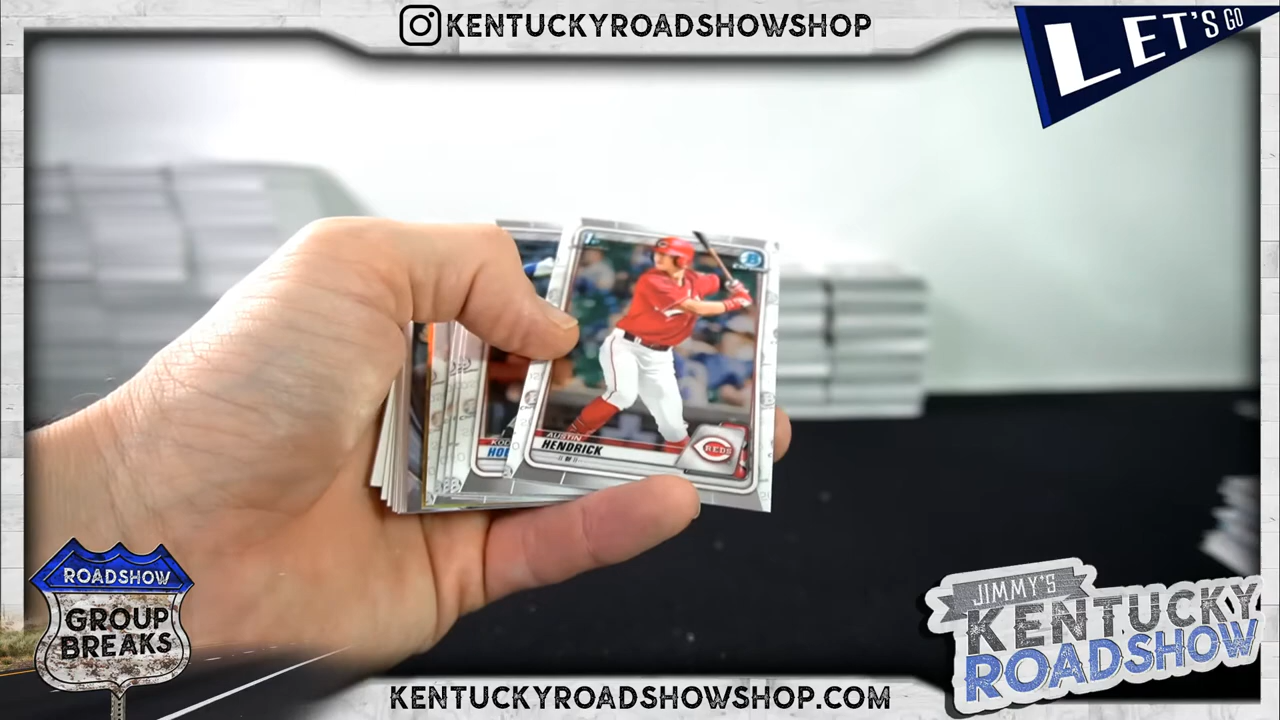 KENTUCKYROADSHOWSHOP
LET'S GO
AUSTIN
HENDRICK
REDS
ROADSHOW
GROUP
BREAKS
JIMMY'S
KENTUCKY
ROADSHOW
KENTUCKYROADSHOWSHOP.COM